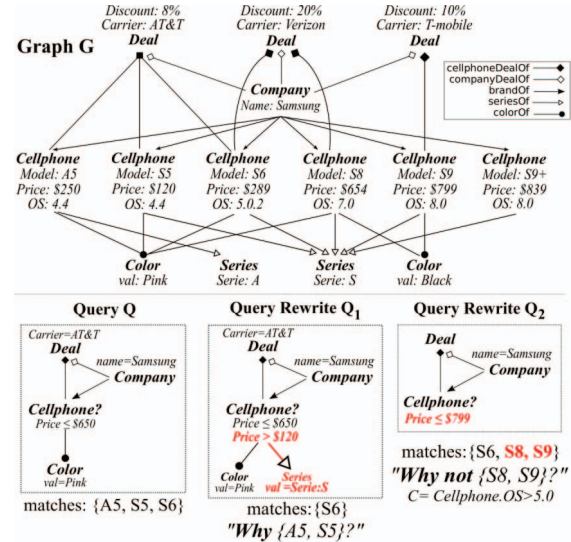 Graph G
Discount: 8%
Carrier: AT&T
Deal
Discount: 20%
Carrier: Verizon
Deal
Discount: 10%
Carrier: T-mobile
Deal
cellphoneDealOf
companyDealOf
brandOf
seriesOf
colorOf
Company
Name: Samsung
Cellphone
Model: A5
Price: $250
OS: 4.4
Cellphone
Model: S5
Price: $120
OS: 4.4
Cellphone
Model: S6
Price: $289
OS: 5.0.2
Cellphone
Model: S8
Price: $654
OS: 7.0
Cellphone
Model: S9
Price: $799
OS: 8.0
Cellphone
Model: S9+
Price: $839
OS: 8.0
Color
val: Pink
Series
Serie: A
Series
Serie: S
Color
val: Black
Query Q
Carrier=AT&T
Deal
name=Samsung
Company
Cellphone?
Price ≤ $650
Color
val=Pink
matches: {A5, S5, S6}
Query Rewrite Q1
Carrier=AT&T
Deal
name=Samsung
Company
Cellphone?
Price ≤ $650
Price > $120
Color
val=Pink
Series
val =Serie:S
matches:{S6}
"Why {A5, S5}?"
Query Rewrite Q2
Deal
name=Samsung
Company
Cellphone?
Price ≤ $799
matches:{S6, S8, S9}
"Why not {S8, S9}?"
C= Cellphone.OS>5.0